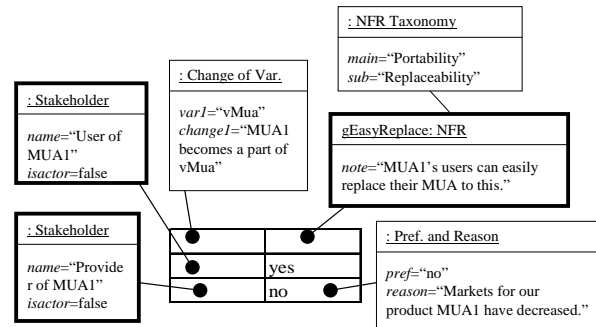 : NFR Taxonomy
main=“Portability”
sub=“Replaceability”
: Change of Var.
var1=“vMua”
change1=“MUA1
becomes a part of
vMua”
: Stakeholder
name=“User of
MUA1”
isactor=false
gEasyReplace: NFR
note=“MUA1’s users can easily
replace their MUA to this.”
: Stakeholder
name=“Provide
r of MUA1”
isactor=false
yes
no
: Pref. and Reason
pref=“no”
reason=“Markets for our
product MUA1 have decreased.”